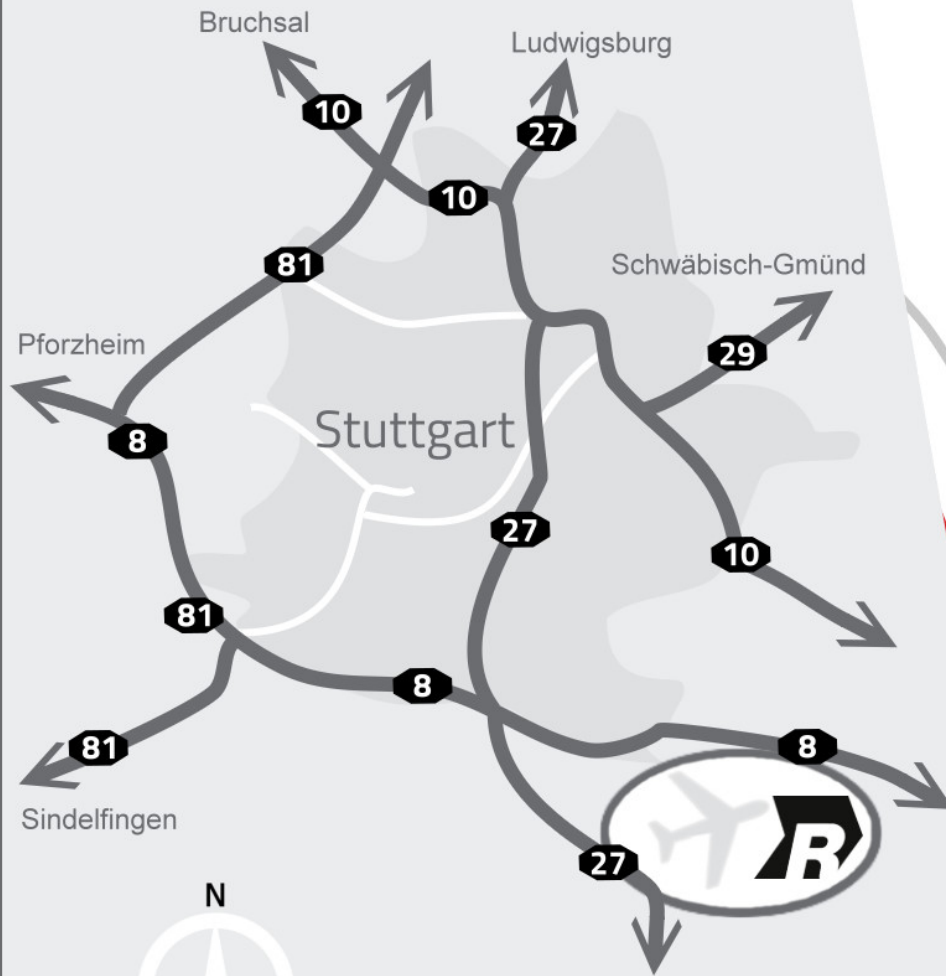 Bruchsal
Ludwigsburg
10
27
10
81
Schwäbisch-Gmünd
Pforzheim
29
8
Stuttgart
27
10
81
8
81
8
Sindelfingen
R
27
N